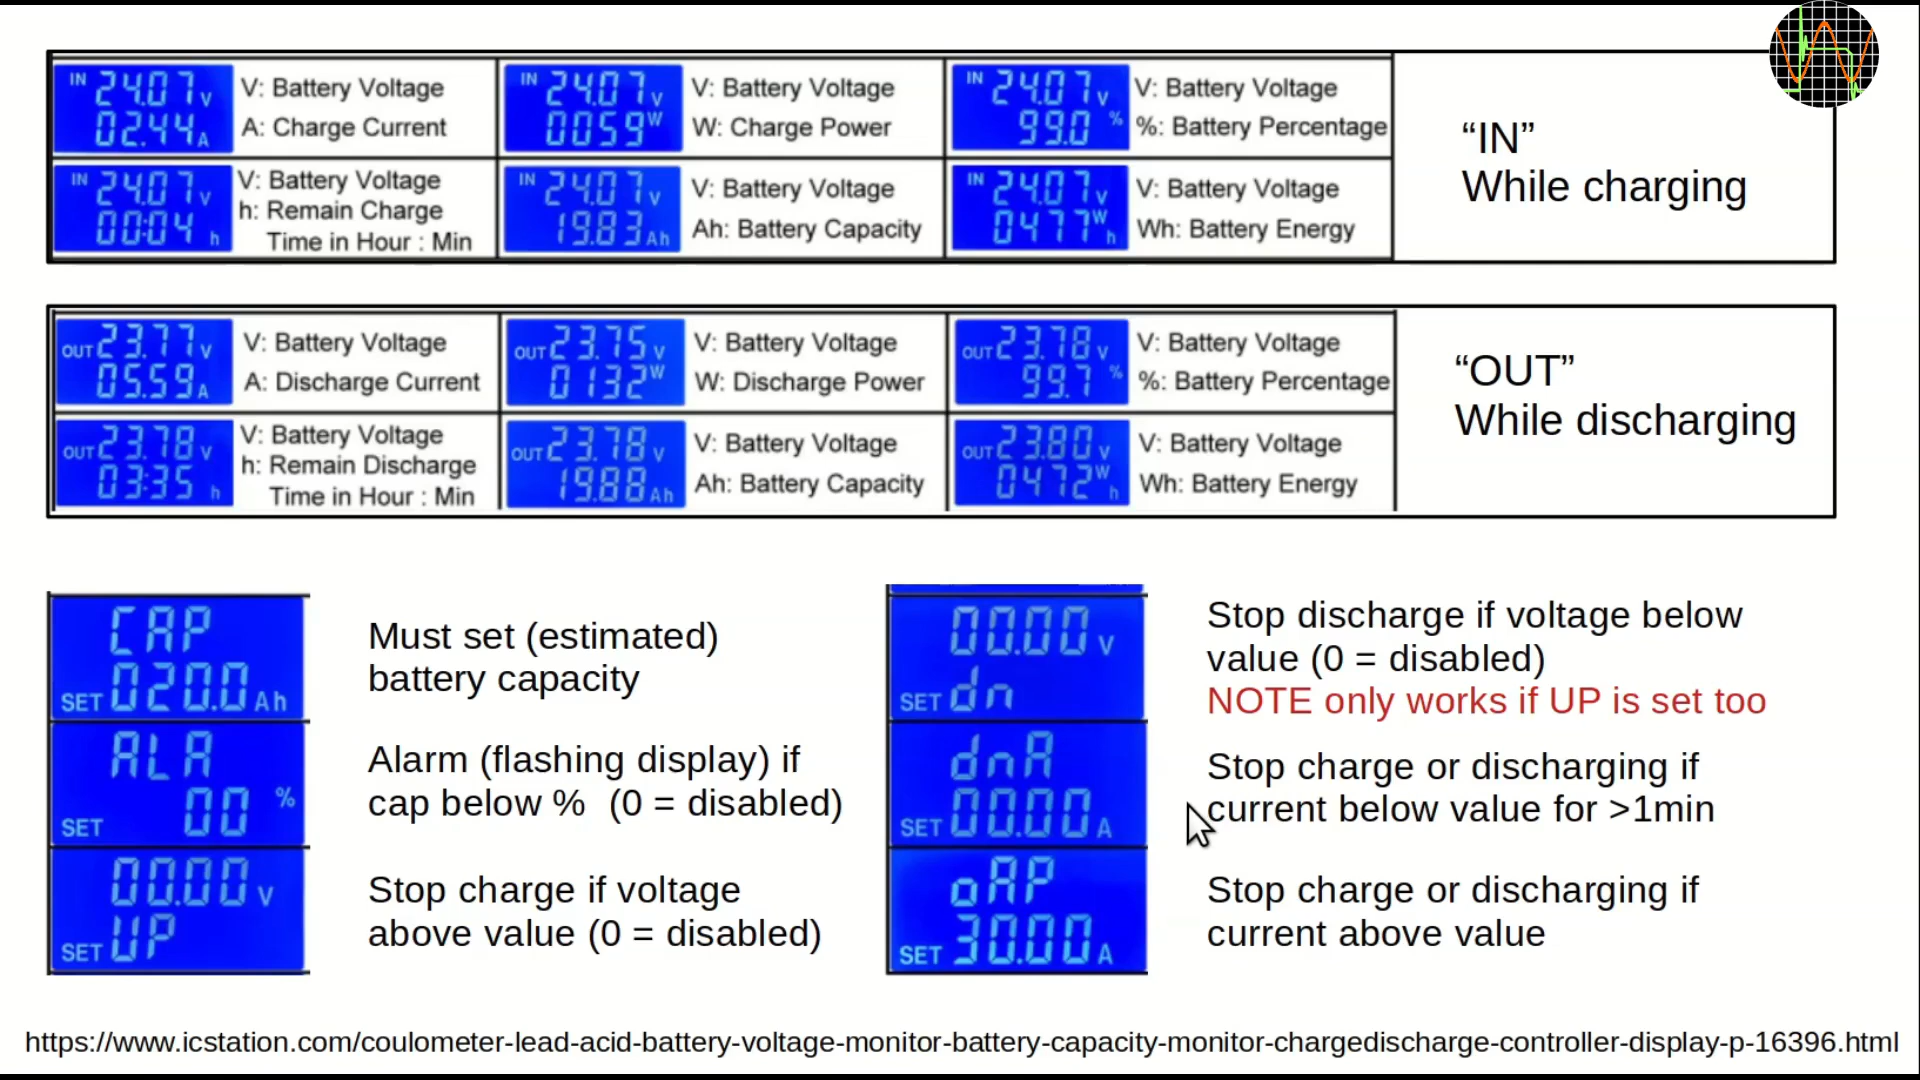 IN 24.07 V
02.44 A
V: Battery Voltage
A: Charge Current
IN 24.07 V
0059 W
V: Battery Voltage
W: Charge Power
IN 24.07 V
99.0 %
V: Battery Voltage
%: Battery Percentage
IN 24.07 V
00:04 h
V: Battery Voltage
h: Remain Charge
Time in Hour : Min
IN 24.07 V
19.83 Ah
V: Battery Voltage
Ah: Battery Capacity
IN 24.07 V
0477 Wh
V: Battery Voltage
Wh: Battery Energy
“IN”
While charging
OUT 23.77 V
05.59 A
V: Battery Voltage
A: Discharge Current
OUT 23.75 V
0132 W
V: Battery Voltage
W: Discharge Power
OUT 23.78 V
99.7 %
V: Battery Voltage
%: Battery Percentage
OUT 23.78 V
03:35 h
V: Battery Voltage
h: Remain Discharge
Time in Hour : Min
OUT 23.78 V
19.88 Ah
V: Battery Voltage
Ah: Battery Capacity
OUT 23.80 V
0472 Wh
V: Battery Voltage
Wh: Battery Energy
“OUT”
While discharging
CAP
SET 020.0 Ah
Must set (estimated)
battery capacity
ALA
SET 00 %
Alarm (flashing display) if
cap below % (0 = disabled)
00.00 V
SET UP
Stop charge if voltage
above value (0 = disabled)
00.00 V
SET dn
Stop discharge if voltage below
value (0 = disabled)
NOTE only works if UP is set too
dnA
SET 00.00 A
Stop charge or discharging if
current below value for >1min
oAP
SET 30.00 A
Stop charge or discharging if
current above value
https://www.icstation.com/coulometer-lead-acid-battery-voltage-monitor-battery-capacity-monitor-chargedischarge-controller-display-p-16396.html